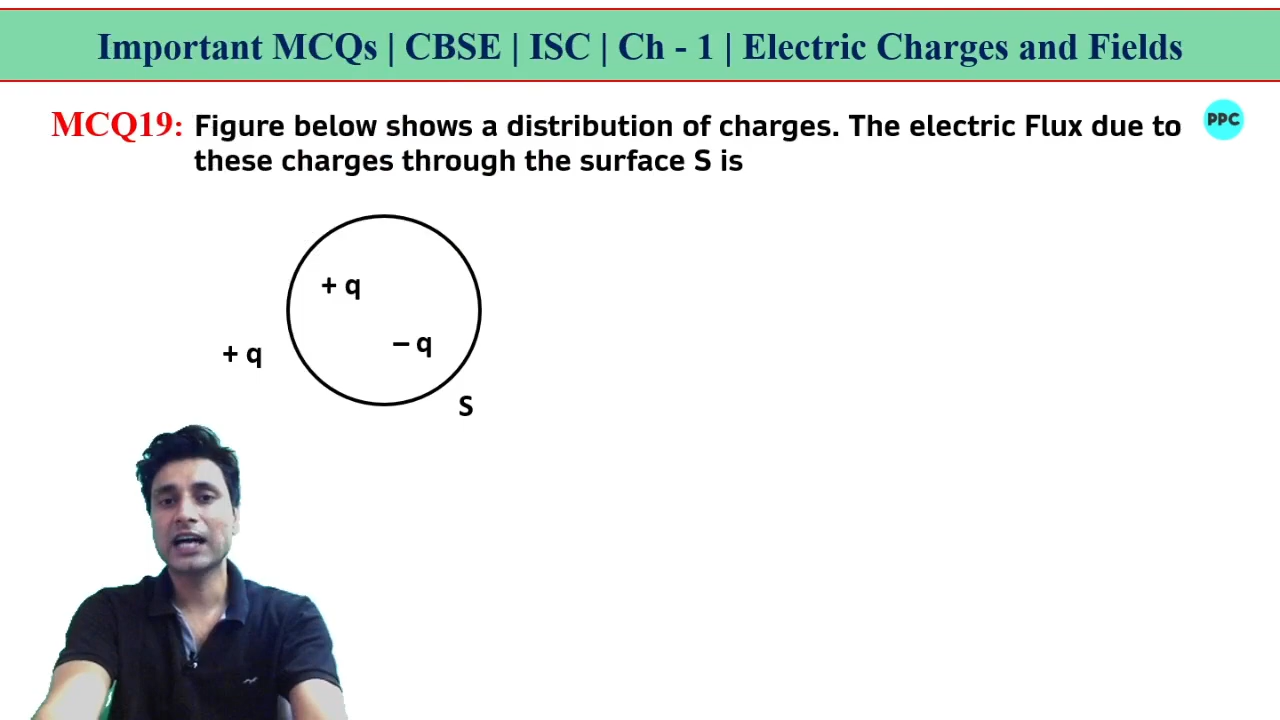 Important MCQs | CBSE | ISC | Ch - 1 | Electric Charges and Fields
MCQ19: Figure below shows a distribution of charges. The electric Flux due to
these charges through the surface S is
PPC
+ q
– q
+ q
S